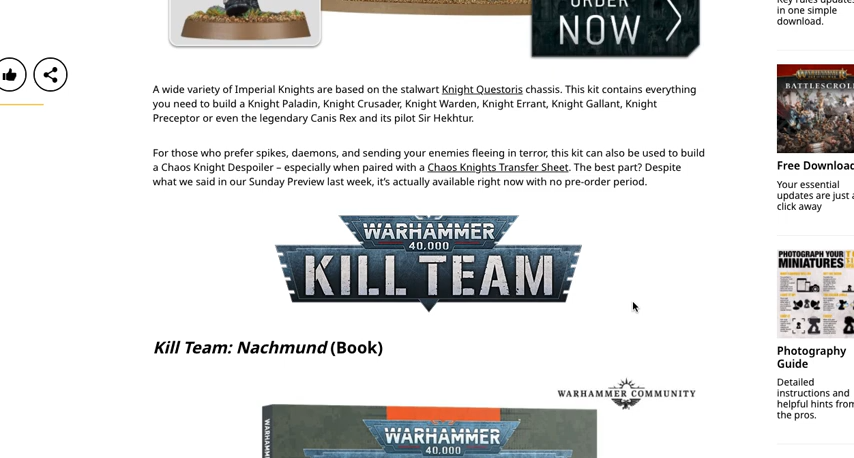 ORDER
NOW
A wide variety of Imperial Knights are based on the stalwart Knight Questoris chassis. This kit contains everything
you need to build a Knight Paladin, Knight Crusader, Knight Warden, Knight Errant, Knight Gallant, Knight
Preceptor or even the legendary Canis Rex and its pilot Sir Hekhtur.
For those who prefer spikes, daemons, and sending your enemies fleeing in terror, this kit can also be used to build
a Chaos Knight Despoiler – especially when paired with a Chaos Knights Transfer Sheet. The best part? Despite
what we said in our Sunday Preview last week, it’s actually available right now with no pre-order period.
WARHAMMER
40,000
KILL TEAM
Kill Team: Nachmund (Book)
WARHAMMER COMMUNITY
WARHAMMER
WARHAMMER
40,000
Key rules update
in one simple
download.
BATTLESCROLL
Free Download
Your essential
updates are just a
click away
PHOTOGRAPH YOUR
MINIATURES
Photography
Guide
Detailed
instructions and
helpful hints from
the pros.